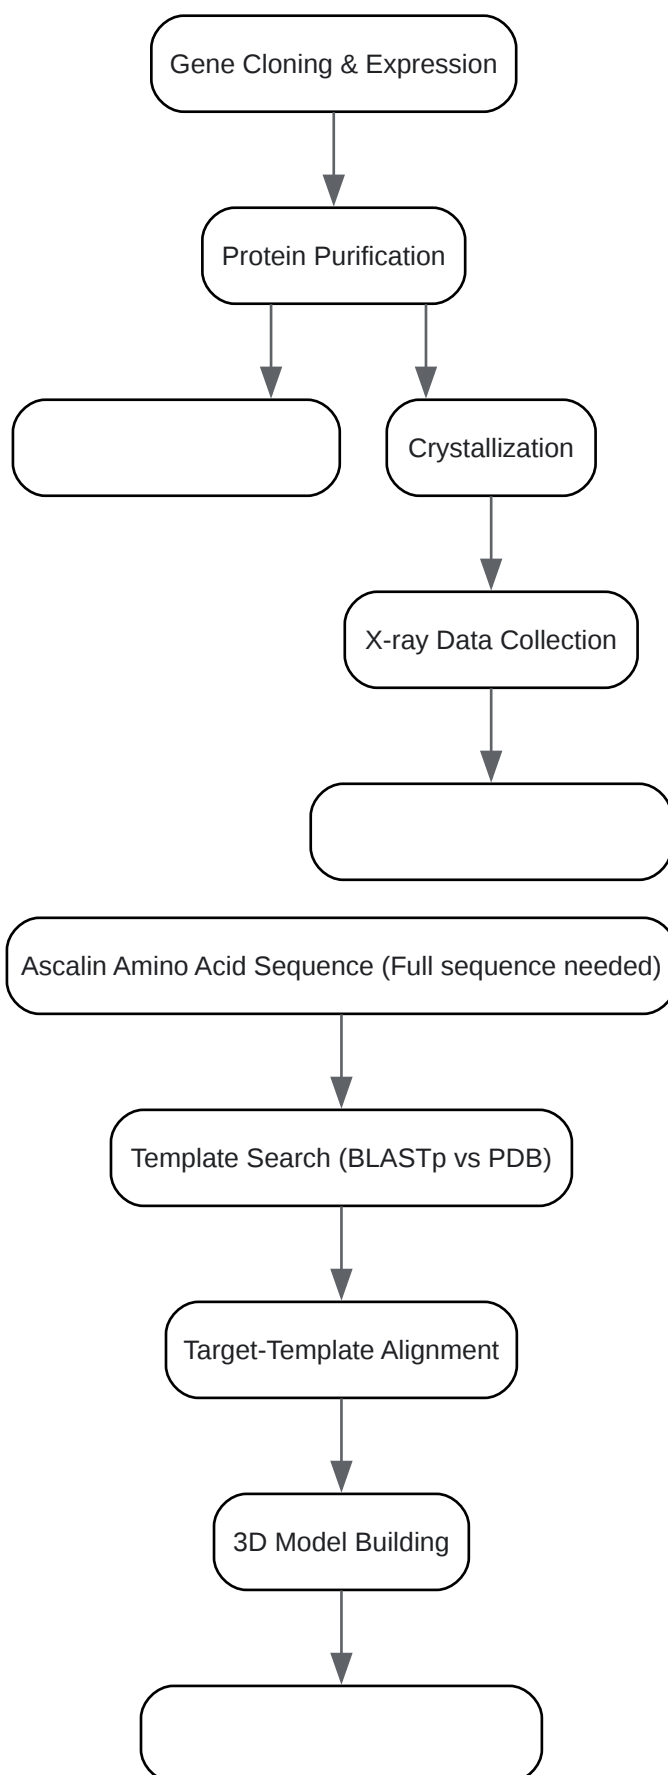 Gene Cloning & Expression
Protein Purification
Crystallization
X-ray Data Collection
Ascalin Amino Acid Sequence (Full sequence needed)
Template Search (BLASTp vs PDB)
Target-Template Alignment
3D Model Building